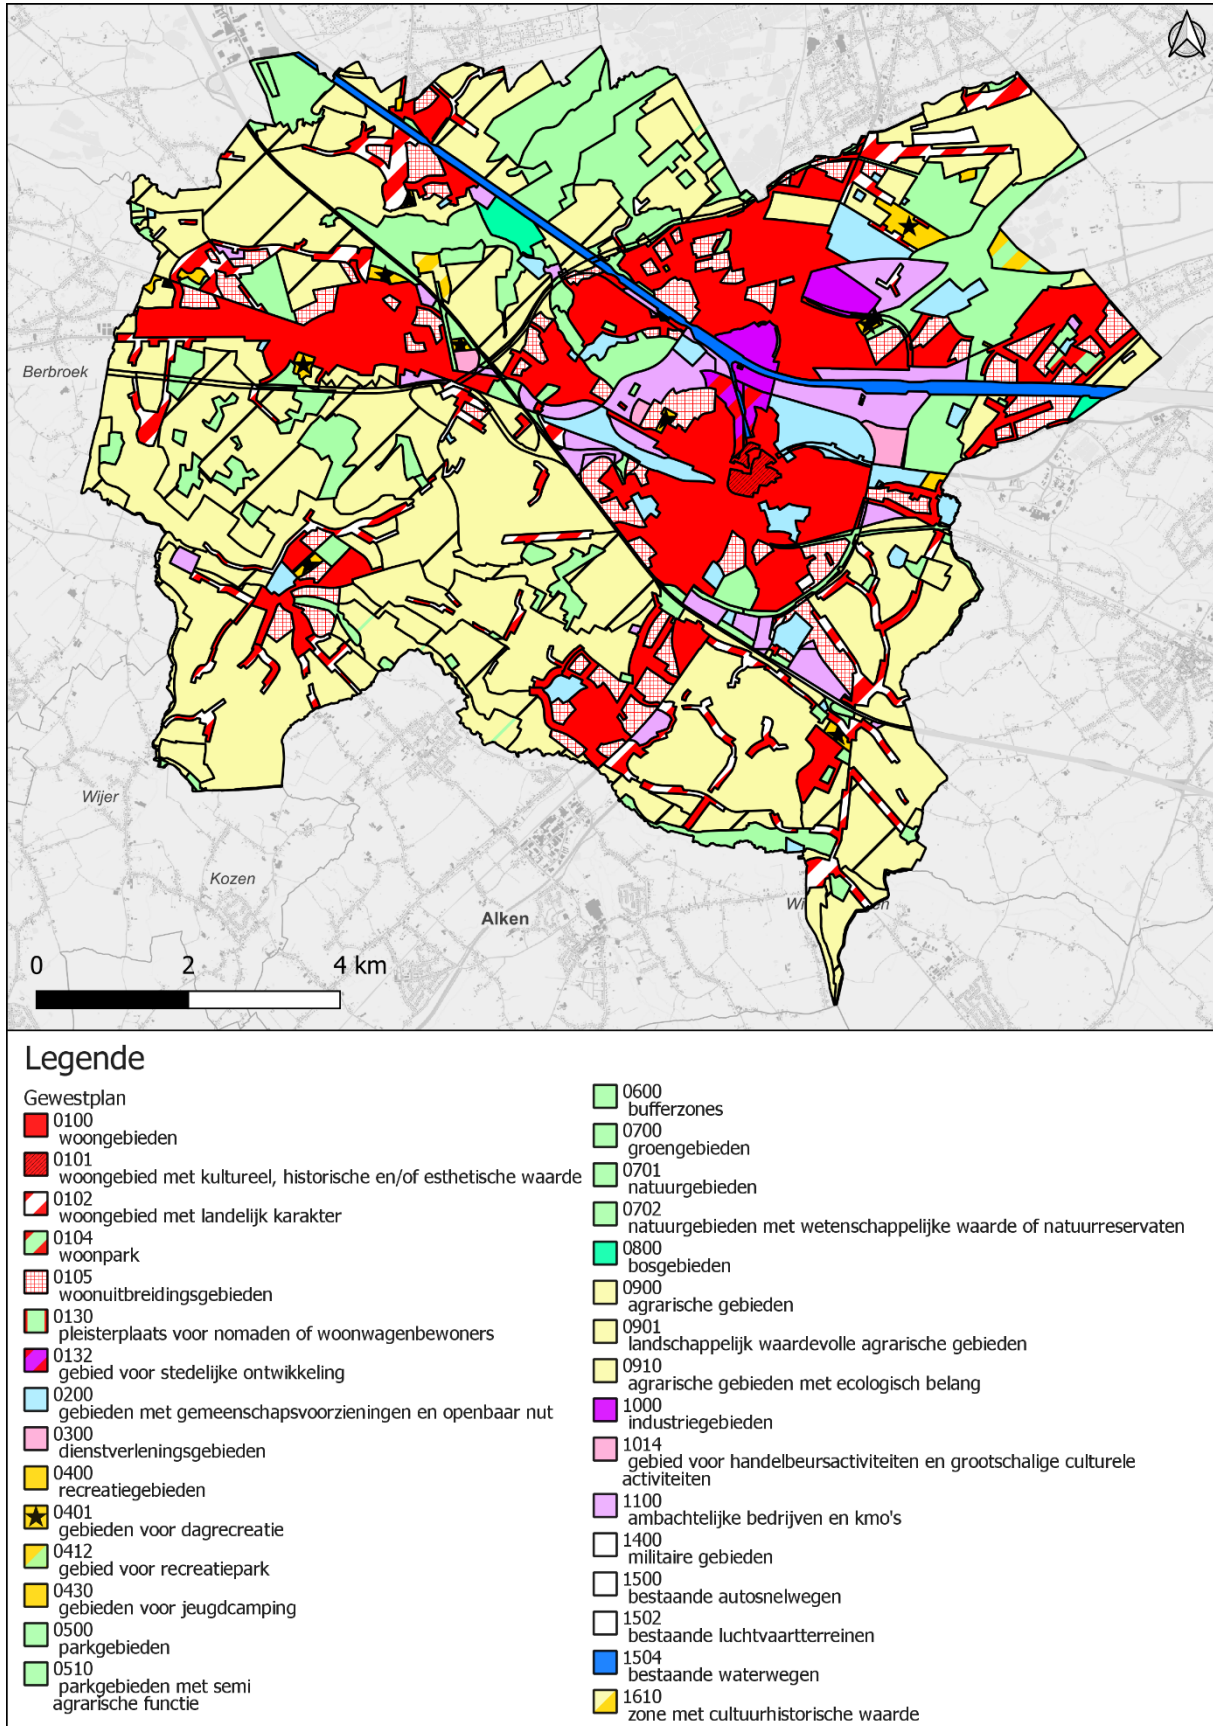 Berbroek
Wijer
Kozen
Alken
Wi
en
0 2 4 km
Legende
Gewestplan
0100
woongebieden
0101
woongebied met kultureel, historische en/of esthetische waarde
0102
woongebied met landelijk karakter
0104
woonpark
0105
woonuitbreidingsgebieden
0130
pleisterplaats voor nomaden of woonwagenbewoners
0132
gebied voor stedelijke ontwikkeling
0200
gebieden met gemeenschapsvoorzieningen en openbaar nut
0300
dienstverleningsgebieden
0400
recreatiegebieden
0401
gebieden voor dagrecreatie
0412
gebied voor recreatiepark
0430
gebieden voor jeugdcamping
0500
parkgebieden
0510
parkgebieden met semi
agrarische functie
0600
bufferzones
0700
groengebieden
0701
natuurgebieden
0702
natuurgebieden met wetenschappelijke waarde of natuurreservaten
0800
bosgebieden
0900
agrarische gebieden
0901
landschappelijk waardevolle agrarische gebieden
0910
agrarische gebieden met ecologisch belang
1000
industriegebieden
1014
gebied voor handelbeursactiviteiten en grootschalige culturele
activiteiten
1100
ambachtelijke bedrijven en kmo's
1400
militaire gebieden
1500
bestaande autosnelwegen
1502
bestaande luchtvaartterreinen
1504
bestaande waterwegen
1610
zone met cultuurhistorische waarde